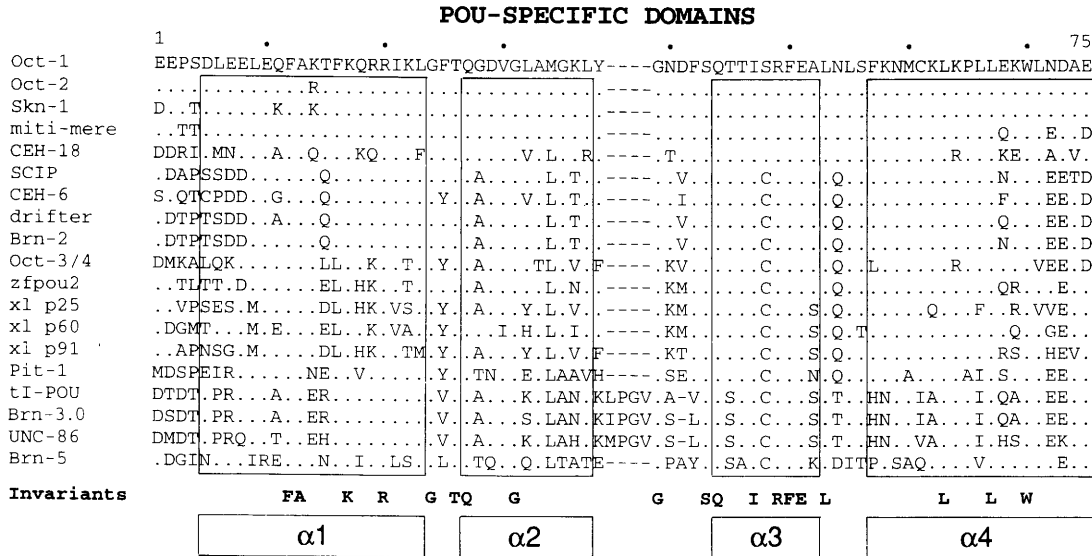 POU-SPECIFIC DOMAINS
1 • • • • • • 75
Oct-1 EEPSDLEELEQFAKTFKQRRIKLGFTQGDVGLAMGKLY----GNDFSQTTISRFEALNLSFKNMCKLKPLLEKWLNDAE
Oct-2 .............R............................----.....................................
Skn-1 D..T......K..K............................----.....................................
miti-mere ..TT..................................----.................................Q...E..D
CEH-18 DDRI.MN...A..Q...KQ...F........V.L..R.----.T.......................R...KE..A.V.
SCIP .DAPSSDD......Q............A.....L.T..----..V......C.....Q.............N...EETD
CEH-6 S.QTCPDD..G...Q.........Y..A...V.L.T..----..I......C.....Q.............F...EE.D
drifter .DTPTSDD..A...Q............A.....L.T..----..V......C.....Q.............Q...EE.D
Brn-2 .DTPTSDD......Q............A.....L.T..----..V......C.....Q.............N...EE.D
Oct-3/4 DMKALQK.......LL..K..T..Y..A....TL.V.F----.KV......C.....Q..L......R......VEE.D
zfpou2 ..TLTT..D.....EL.HK..T.....A.....L.N..----.KM......C.....Q.............QR...E..
xl p25 ..VPSES.M.....DL.HK.VS..Y..A...Y.L.V..----.KM......C...S.Q.......Q...F..R.VVE..
xl p60 .DGMT...M.E...EL..K.VA..Y....V.H.L.I..----.KM......C.....Q..T............Q..GE..
xl p91 ..APNSG.M.....DL.HK..TM.Y..A...Y.L.V.F----.KT......C...S.Q.............RS..HEV.
Pit-1 MDSPEIR.......NE..V.....Y..TN..E.LAAVH----.SE......C...N.Q.....A....AI.S...EE..
tI-POU DTDT.PR...A..ER.........V..A...K.LAN.KLPGV.A-V..S..C...S.T..HN..IA...I.QA..EE..
Brn-3.0 DSDT.PR...A..ER.........V..A...S.LAN.KIPGV.S-L..S..C...S.T..HN..IA...I.QA..EE..
UNC-86 DMDT.PRQ..T..EH.........V..A...K.LAH.KMPGV.S-L..S..C...S.T..HN..VA...I.HS..EK..
Brn-5 .DGIN...IRE...N..I..LS..L..TQ..Q.LTATE----.PAY..SA.C...K.DITP.SAQ....V......E..
Invariants FA K R G TQ G G SQ I RFE L L L W
α1 α2 α3 α4